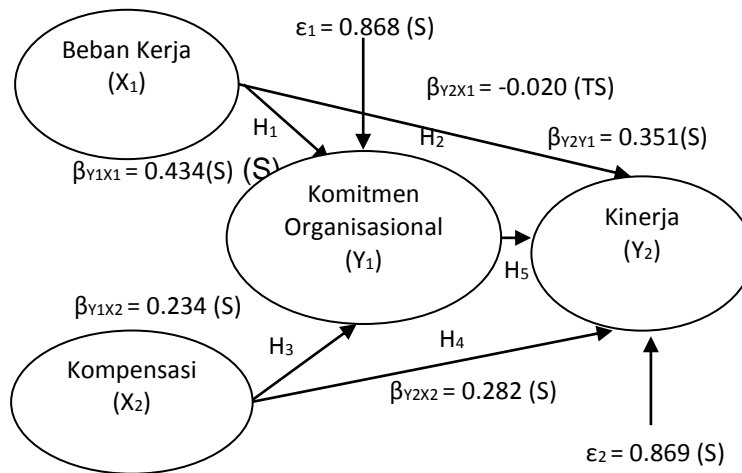 ε1 = 0.868 (S)
Beban Kerja
(X1)
βY2X1 = -0.020 (TS)
H1
H2
βY2Y1 = 0.351(S)
βY1X1 = 0.434(S) (S)
Komitmen
Organisasional
(Y1)
Kinerja
(Y2)
H5
βY1X2 = 0.234 (S)
H3
H4
Kompensasi
(X2)
βY2X2 = 0.282 (S)
ε2 = 0.869 (S)